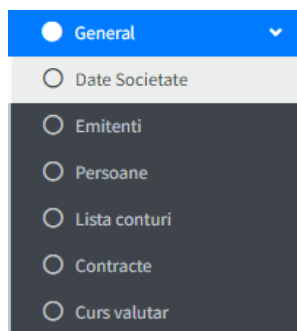 General
Date Societate
Emitenti
Persoane
Lista conturi
Contracte
Curs valutar